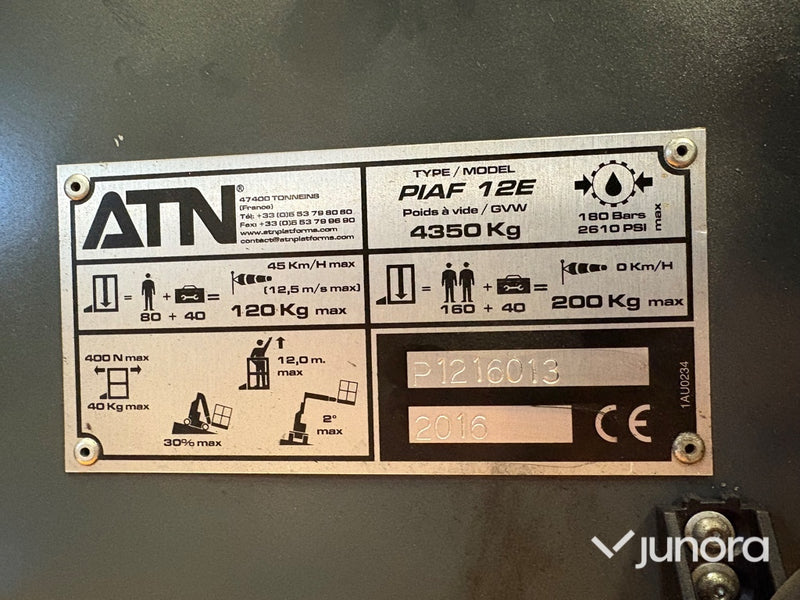 ATN®
47400 TONNEINS
(France)
Tél: +33 (0)5 53 79 80 60
Fax: +33 (0)5 53 79 96 90
www.atnplatforms.com
contact@atnplatforms.com
TYPE / MODEL
PIAF 12E
Poids à vide / GVW
4350 Kg
180 Bars
2610 PSI
max
45 Km/H max
= + = (12,5 m/s max)
80 + 40 120 Kg max
0 Km/H
= + =
160 + 40 200 Kg max
400 N max
40 Kg max
12,0 m.
max
30% max
2°
max
P1216013
2016
CE
1AU0234
junora